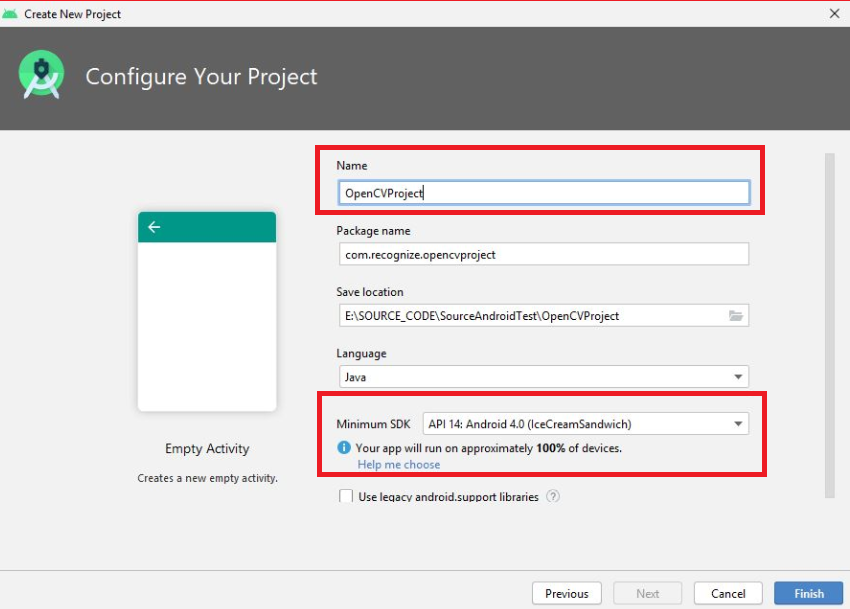 Create New Project
Configure Your Project
Name
OpenCVProject
Package name
com.recognize.opencvproject
Save location
E:\SOURCE_CODE\SourceAndroidTest\OpenCVProject
Language
Java
Minimum SDK API 14: Android 4.0 (IceCreamSandwich)
Your app will run on approximately 100% of devices.
Help me choose
Use legacy android.support libraries ?
Empty Activity
Creates a new empty activity.
Previous Next Cancel Finish